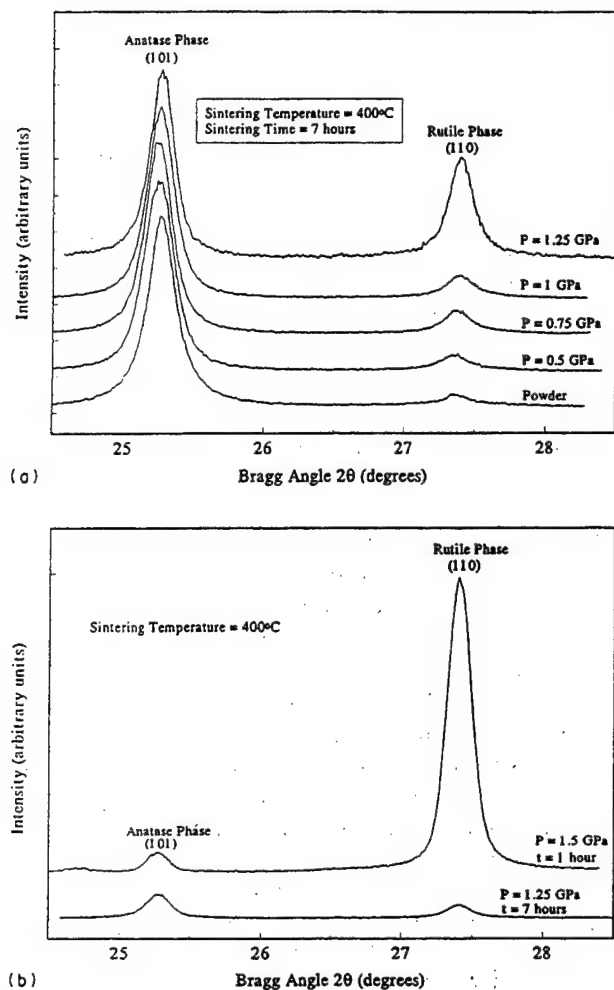 Anatase Phase
(101)
Sintering Temperature = 400ºC
Sintering Time = 7 hours
Rutile Phase
(110)
P = 1.25 GPa
P = 1 GPa
P = 0.75 GPa
P = 0.5 GPa
Powder
Intensity (arbitrary units)
25
26
27
28
(a)
Bragg Angle 2θ (degrees)
Rutile Phase
(110)
Sintering Temperature = 400ºC
Anatase Phase
(101)
P = 1.5 GPa
t = 1 hour
P = 1.25 GPa
t = 7 hours
Intensity (arbitrary units)
25
26
27
28
(b)
Bragg Angle 2θ (degrees)